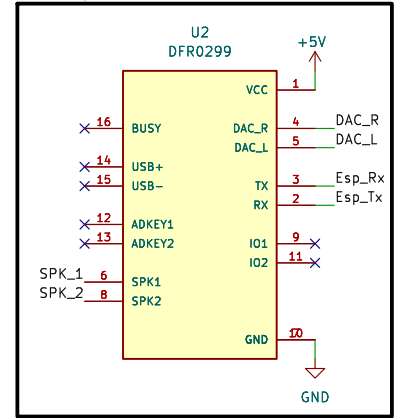 U2
DFR0299
+5V
VCC 1
16 BUSY
DAC_R 4 DAC_R
DAC_L 5 DAC_L
14 USB+
15 USB-
TX 3 Esp_Rx
RX 2 Esp_Tx
12 ADKEY1
13 ADKEY2
IO1 9
IO2 11
SPK_1 6 SPK1
SPK_2 8 SPK2
GND
GND